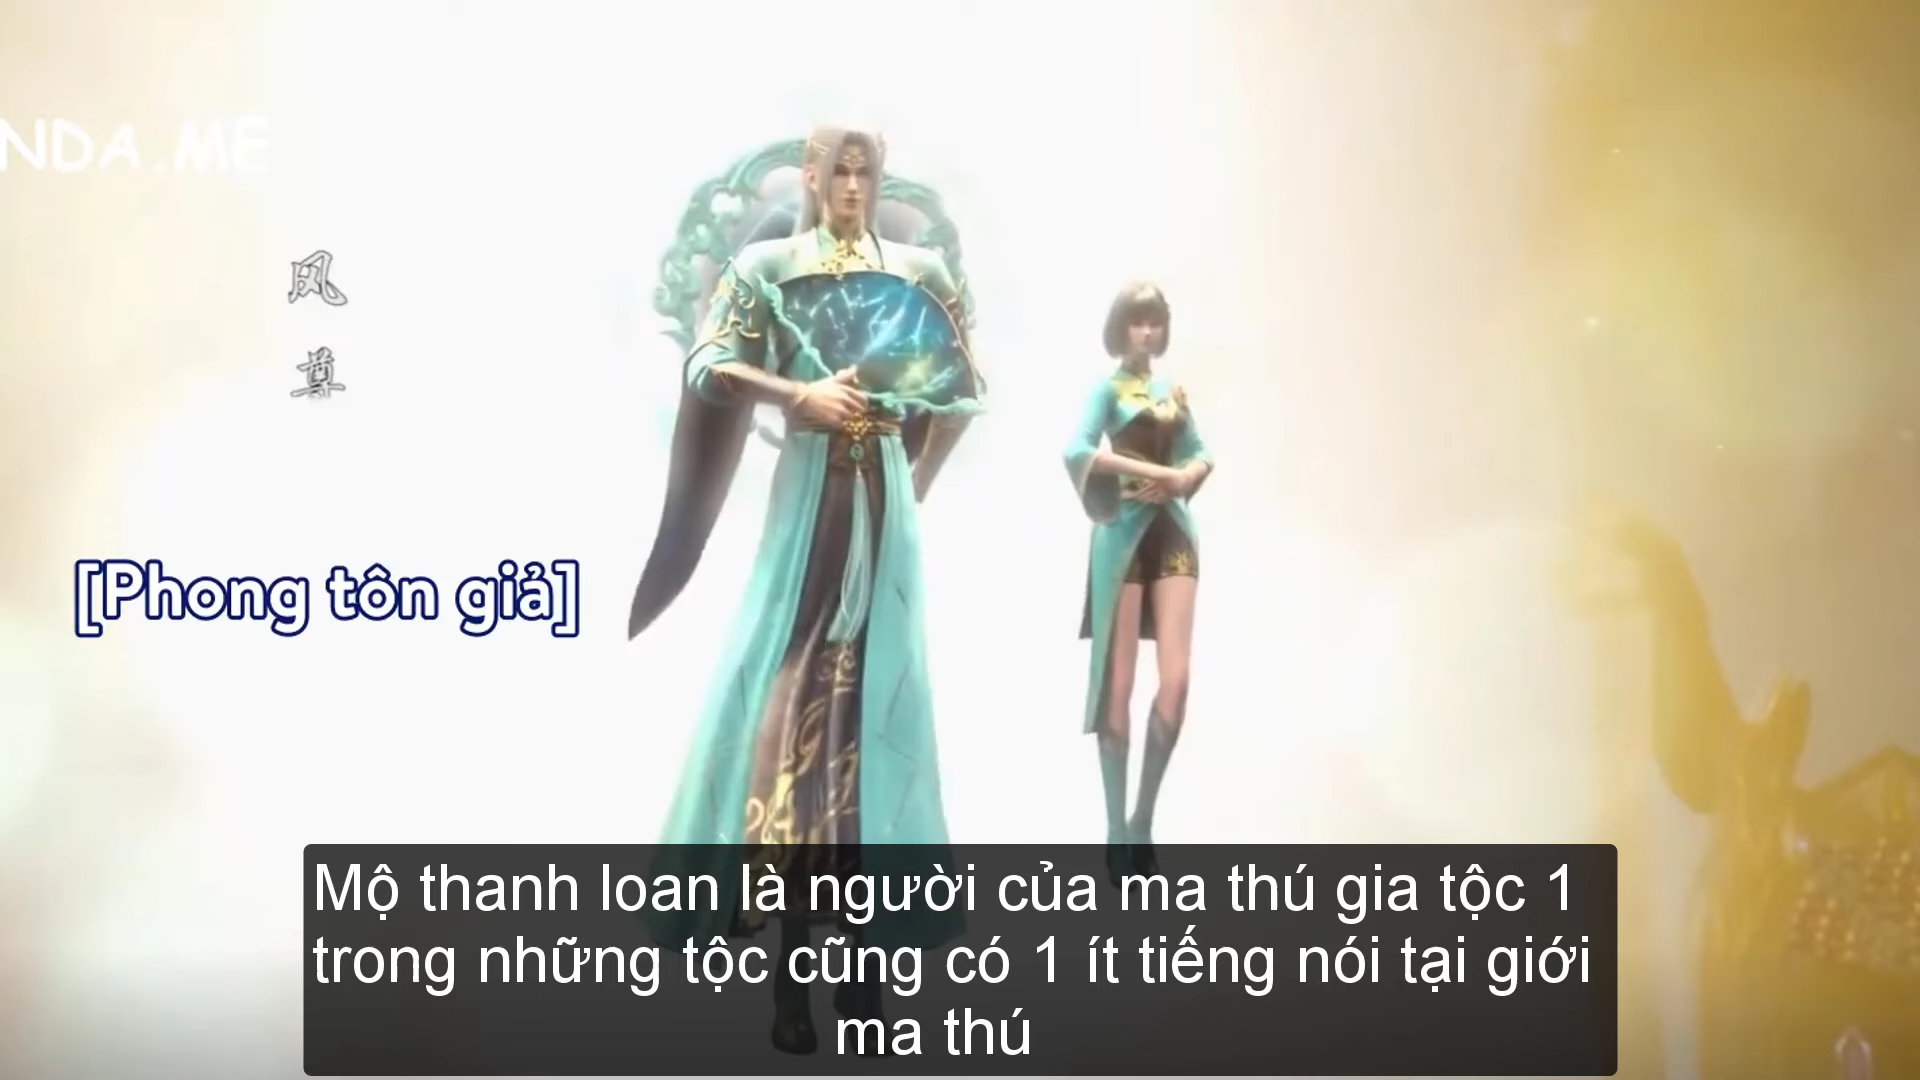 NDA.ME
风
尊
[Phong tôn giả]
Mộ thanh loan là người của ma thú gia tộc 1
trong những tộc cũng có 1 ít tiếng nói tại giới
ma thú